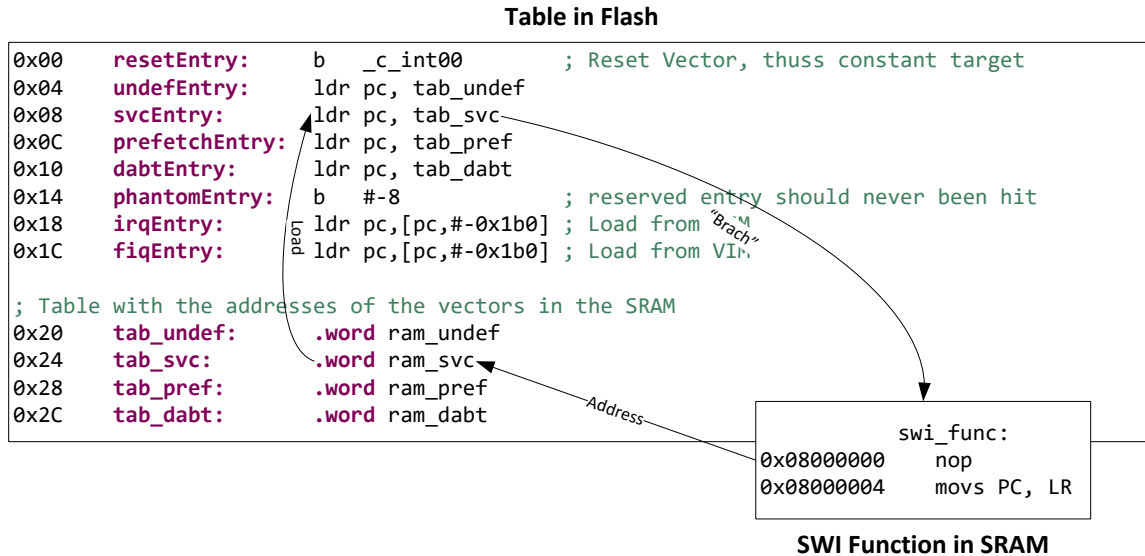 Table in Flash
0x00 resetEntry: b _c_int00 ; Reset Vector, thuss constant target
0x04 undefEntry: ldr pc, tab_undef
0x08 svcEntry: ldr pc, tab_svc
0x0C prefetchEntry: ldr pc, tab_pref
0x10 dabtEntry: ldr pc, tab_dabt
0x14 phantomEntry: b #-8 ; reserved entry should never been hit
0x18 irqEntry: ldr pc,[pc,#-0x1b0] ; Load from
0x1C fiqEntry: ldr pc,[pc,#-0x1b0] ; Load from VIM
Load
"Brach"
; Table with the addresses of the vectors in the SRAM
0x20 tab_undef: .word ram_undef
0x24 tab_svc: .word ram_svc
0x28 tab_pref: .word ram_pref
0x2C tab_dabt: .word ram_dabt
Address
swi_func:
0x08000000 nop
0x08000004 movs PC, LR
SWI Function in SRAM